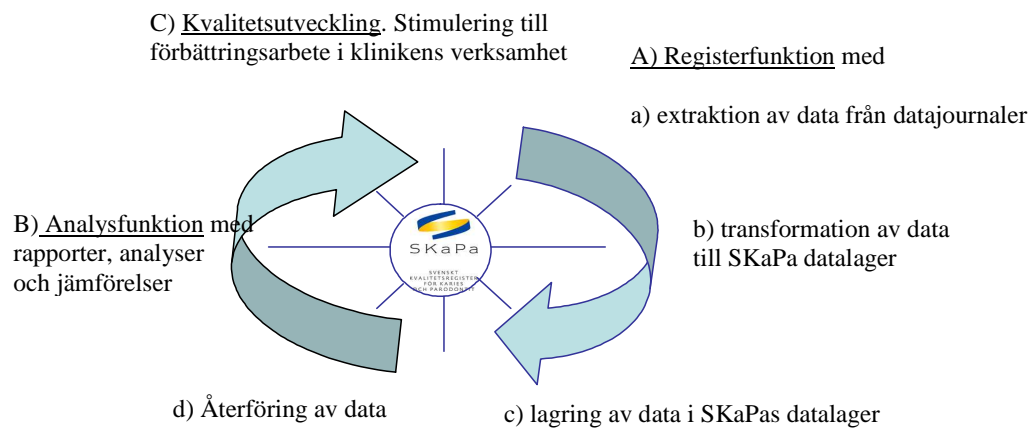 C) Kvalitetsutveckling. Stimulering till
förbättringsarbete i klinikens verksamhet
A) Registerfunktion med
a) extraktion av data från datajournaler
B) Analysfunktion med
rapporter, analyser
och jämförelser
b) transformation av data
till SKaPa datalager
SKaPa
SVENSKT
KVALITETSREGISTER
FÖR KARIES
OCH PARODONTIT
d) Återföring av data
c) lagring av data i SKaPas datalager